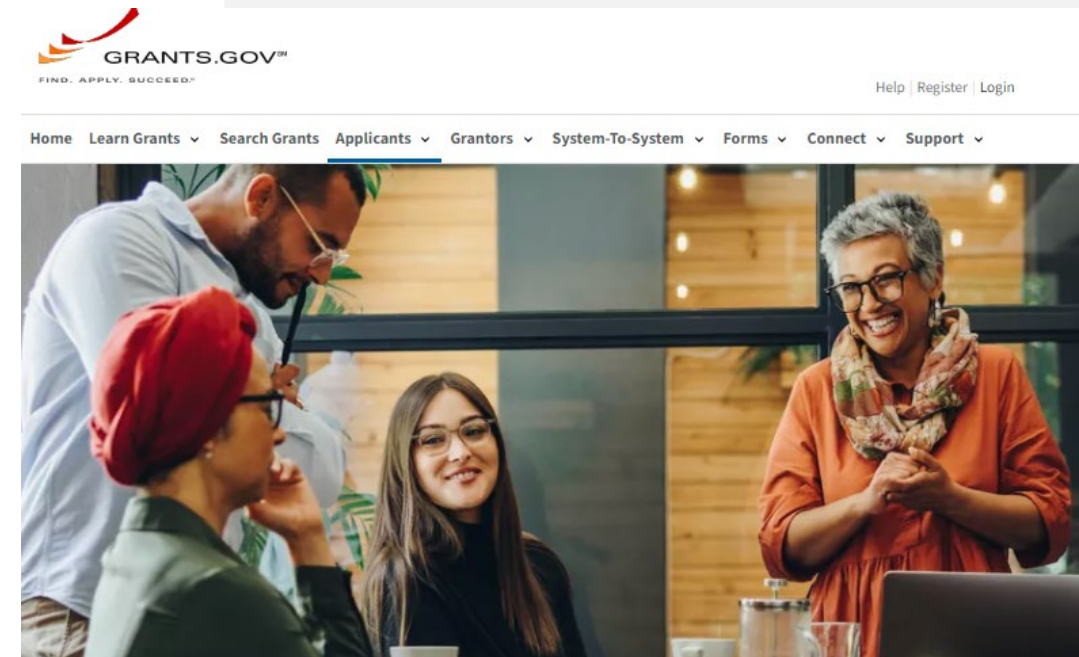 GRANTS.GOV℠
FIND. APPLY. SUCCEED.℠
Help | Register | Login
Home Learn Grants Search Grants Applicants Grantors System-To-System Forms Connect Support